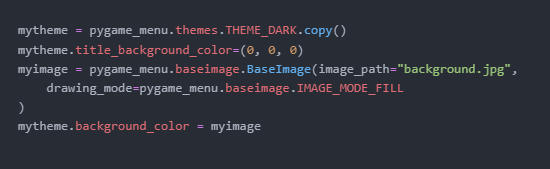 mytheme = pygame_menu.themes.THEME_DARK.copy()
mytheme.title_background_color=(0, 0, 0)
myimage = pygame_menu.baseimage.BaseImage(image_path="background.jpg",
    drawing_mode=pygame_menu.baseimage.IMAGE_MODE_FILL
)
mytheme.background_color = myimage